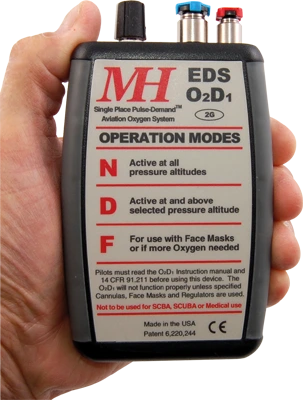 MH EDS
O2D1
Single Place Pulse-Demand™
Aviation Oxygen System
2G
OPERATION MODES
N Active at all
pressure altitudes
D Active at and above
selected pressure altitude
F For use with Face Masks
or if more Oxygen needed
Pilots must read the O2D1 Instruction manual and
14 CFR 91.211 before using this device. The
O2D1 will not function properly unless specified
Cannulas, Face Masks and Regulators are used.
Not to be used for SCBA, SCUBA or Medical use
Made in the USA
Patent 6,220,244
CE